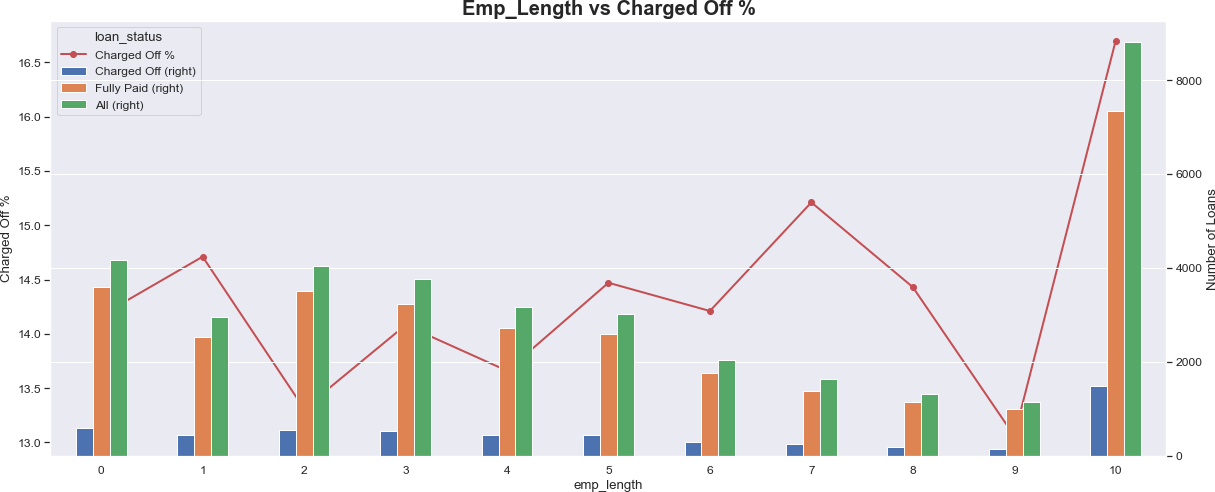 Emp_Length vs Charged Off %
loan_status
Charged Off %
Charged Off (right)
Fully Paid (right)
All (right)
16.5
16.0
15.5
15.0
14.5
14.0
13.5
13.0
Charged Off %
8000
6000
4000
2000
0
Number of Loans
0 1 2 3 4 5 6 7 8 9 10
emp_length